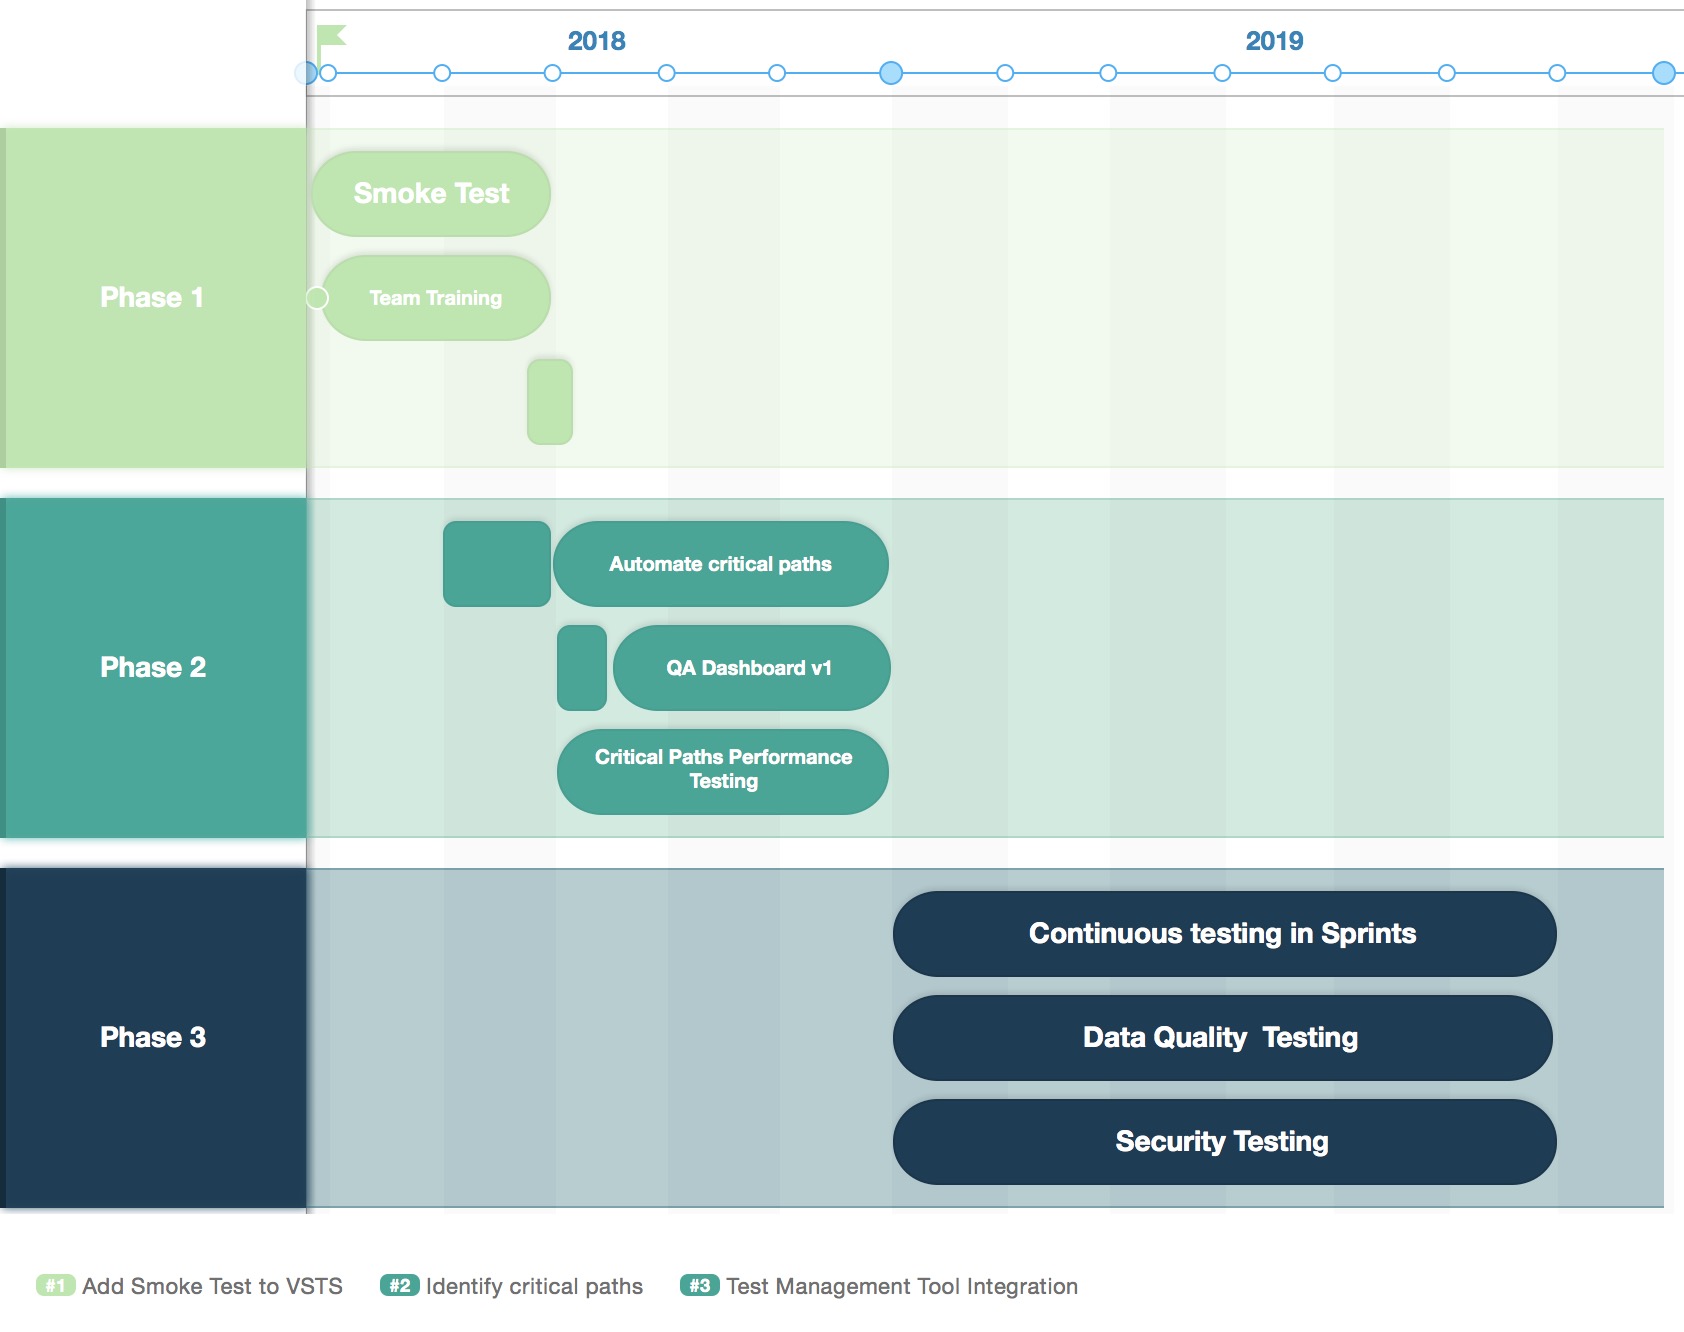 2018
2019
Phase 1
Smoke Test
Team Training
Phase 2
Automate critical paths
QA Dashboard v1
Critical Paths Performance
Testing
Phase 3
Continuous testing in Sprints
Data Quality  Testing
Security Testing
#1 Add Smoke Test to VSTS #2 Identify critical paths #3 Test Management Tool Integration